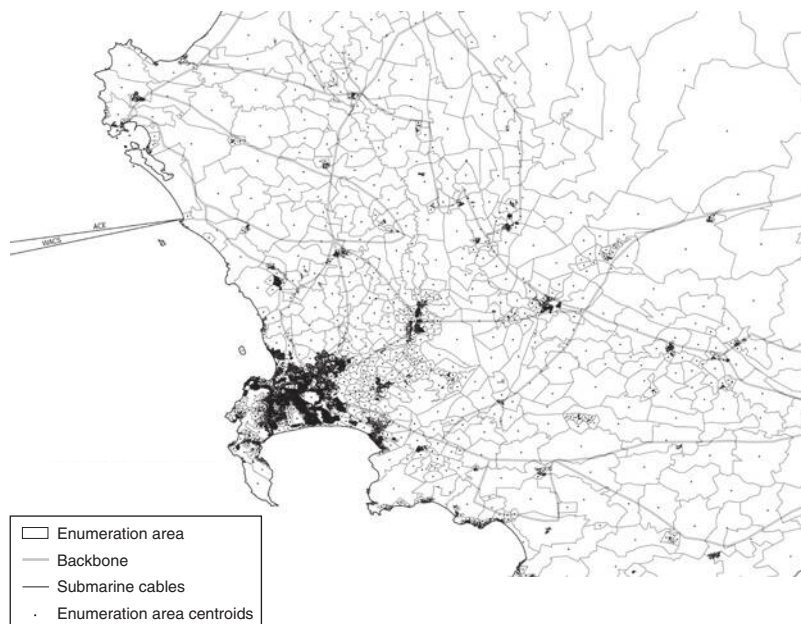 ACE
WACS
Enumeration area
Backbone
Submarine cables
Enumeration area centroids